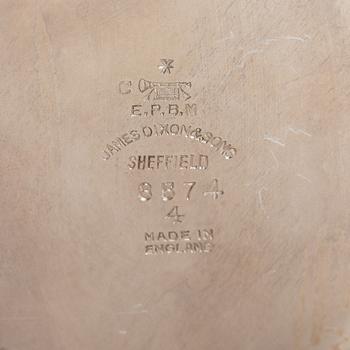 C
E.P.B.M
JAMES DIXON & SONS
SHEFFIELD
8874
4
MADE IN
ENGLAND